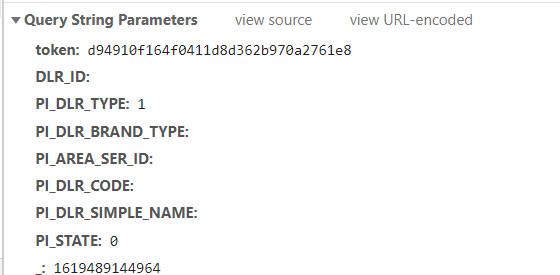 ▼ Query String Parameters view source view URL-encoded
token: d94910f164f0411d8d362b970a2761e8
DLR_ID:
PI_DLR_TYPE: 1
PI_DLR_BRAND_TYPE:
PI_AREA_SER_ID:
PI_DLR_CODE:
PI_DLR_SIMPLE_NAME:
PI_STATE: 0
_: 1619489144964